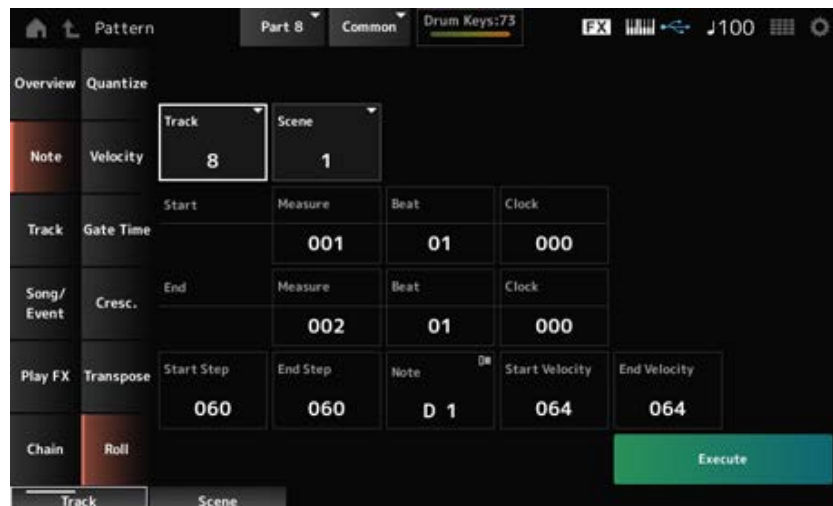 Pattern Part 8 Common Drum Keys:73 FX ♩100
Overview Quantize
Track Scene
Note Velocity 8 1
Start Measure Beat Clock
Track Gate Time 001 01 000
End Measure Beat Clock
Song/
Event Cresc. 002 01 000
Play FX Transpose Start Step End Step Note Start Velocity End Velocity
060 060 D 1 064 064
Chain Roll Execute
Track Scene